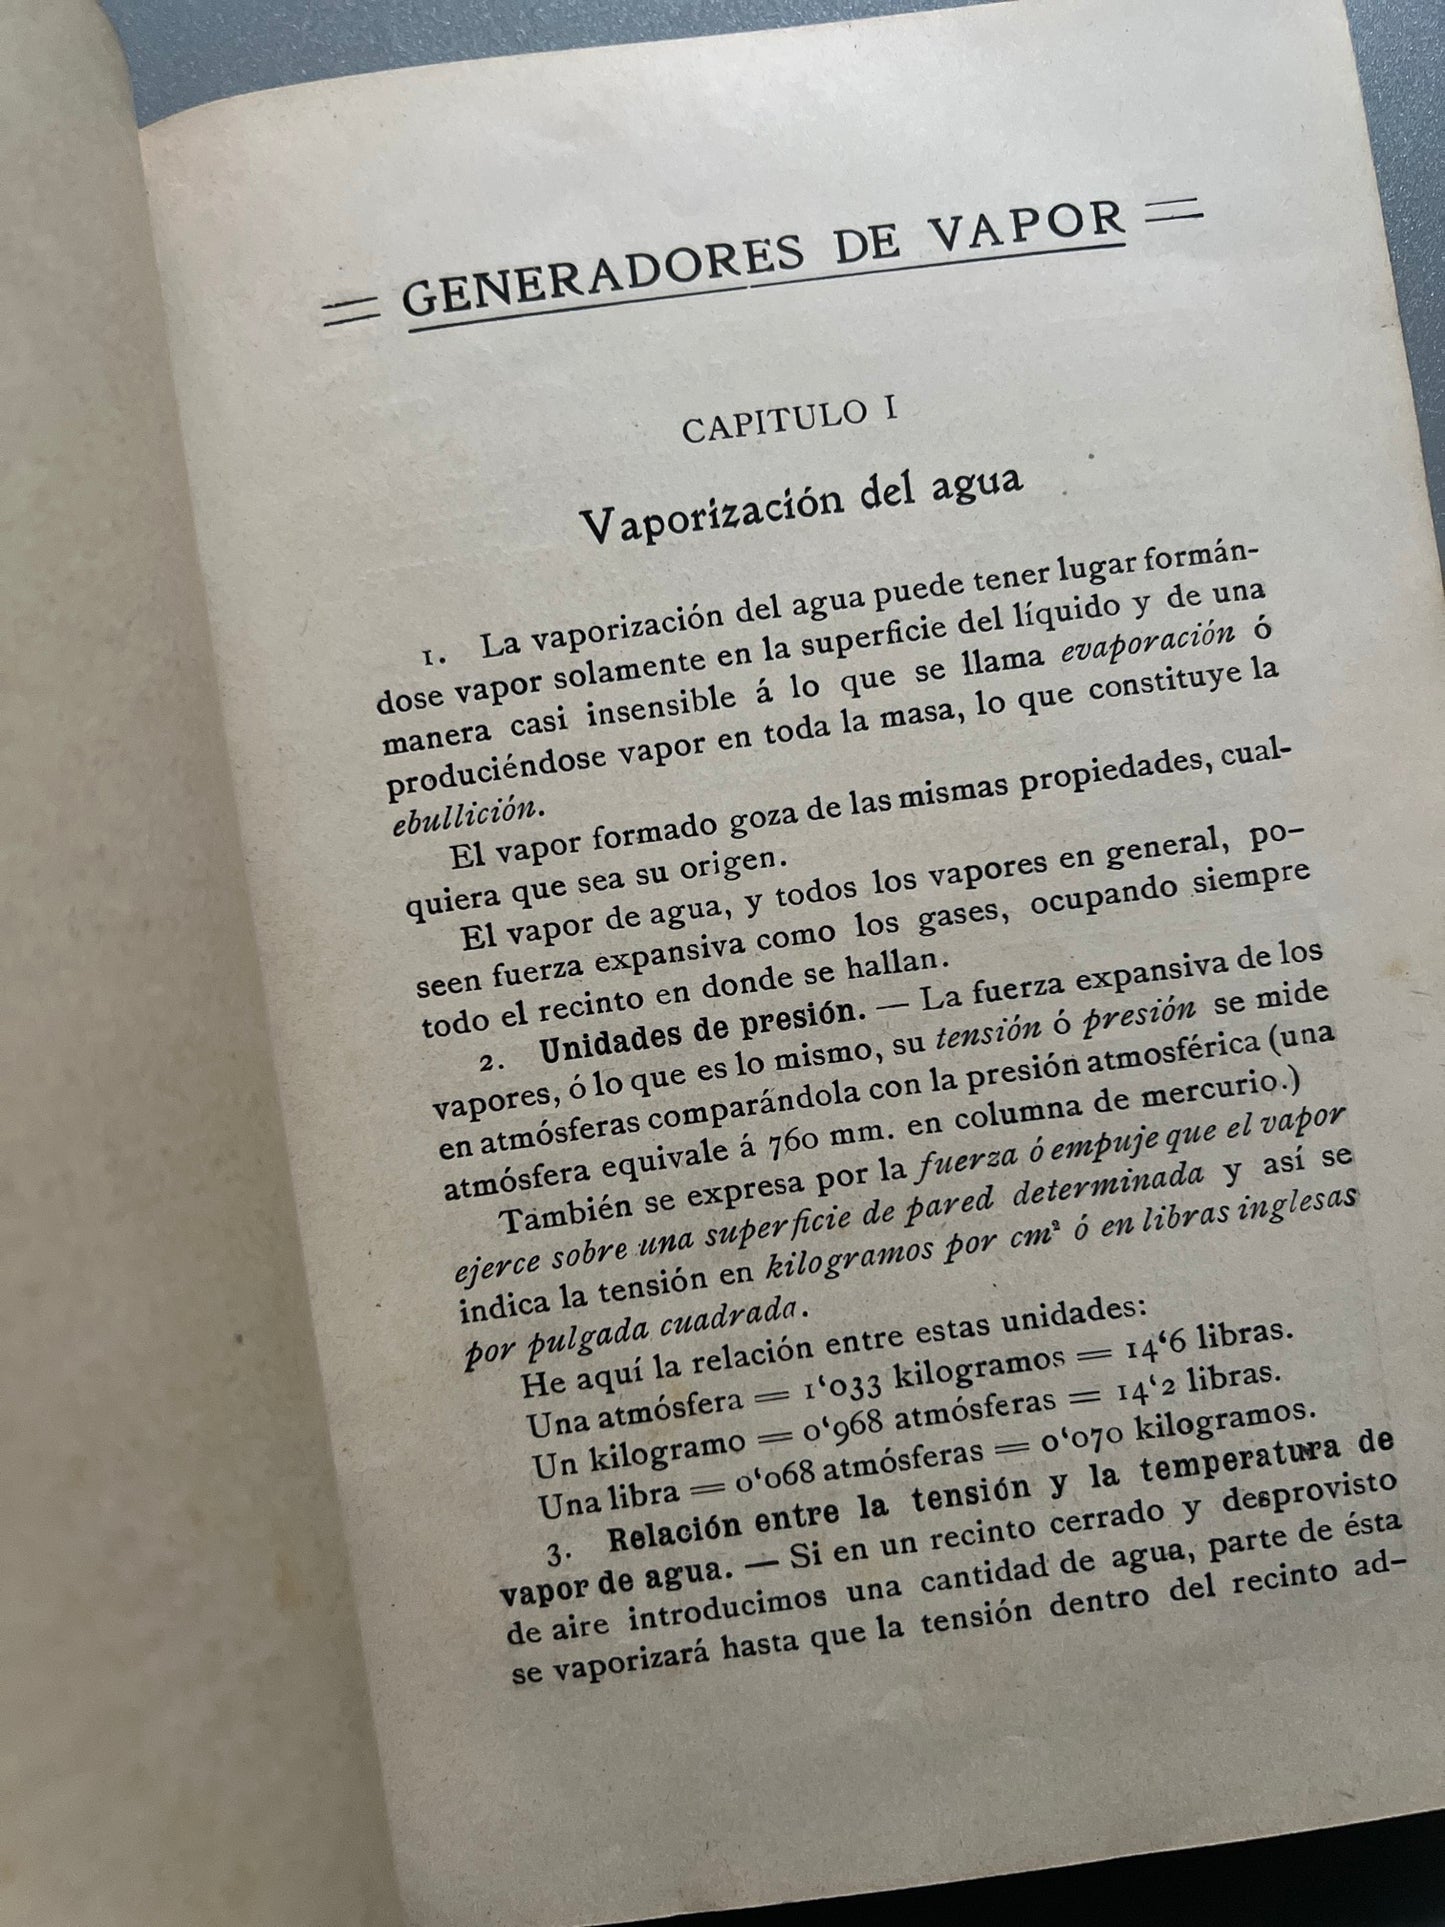 GENERADORES DE VAPOR
CAPITULO I
Vaporización del agua
1. La vaporización del agua puede tener lugar formán-
dose vapor solamente en la superficie del líquido y de una
manera casi insensible á lo que se llama evaporación ó
produciéndose vapor en toda la masa, lo que constituye la
ebullición.
El vapor formado goza de las mismas propiedades, cual-
quiera que sea su origen.
El vapor de agua, y todos los vapores en general, po-
seen fuerza expansiva como los gases, ocupando siempre
todo el recinto en donde se hallan.
2. Unidades de presión. — La fuerza expansiva de los
vapores, ó lo que es lo mismo, su tensión ó presión se mide
en atmósferas comparándola con la presión atmosférica (una
atmósfera equivale á 760 mm. en columna de mercurio.)
También se expresa por la fuerza ó empuje que el vapor
ejerce sobre una superficie de pared determinada y así se
indica la tensión en kilogramos por cm² ó en libras inglesas
por pulgada cuadrada.
He aquí la relación entre estas unidades:
Una atmósfera = 1‘033 kilogramos = 14‘6 libras.
Un kilogramo = 0‘968 atmósferas = 14‘2 libras.
Una libra = 0‘068 atmósferas = 0‘070 kilogramos.
3. Relación entre la tensión y la temperatura de
vapor de agua. — Si en un recinto cerrado y desprovisto
de aire introducimos una cantidad de agua, parte de ésta
se vaporizará hasta que la tensión dentro del recinto ad-